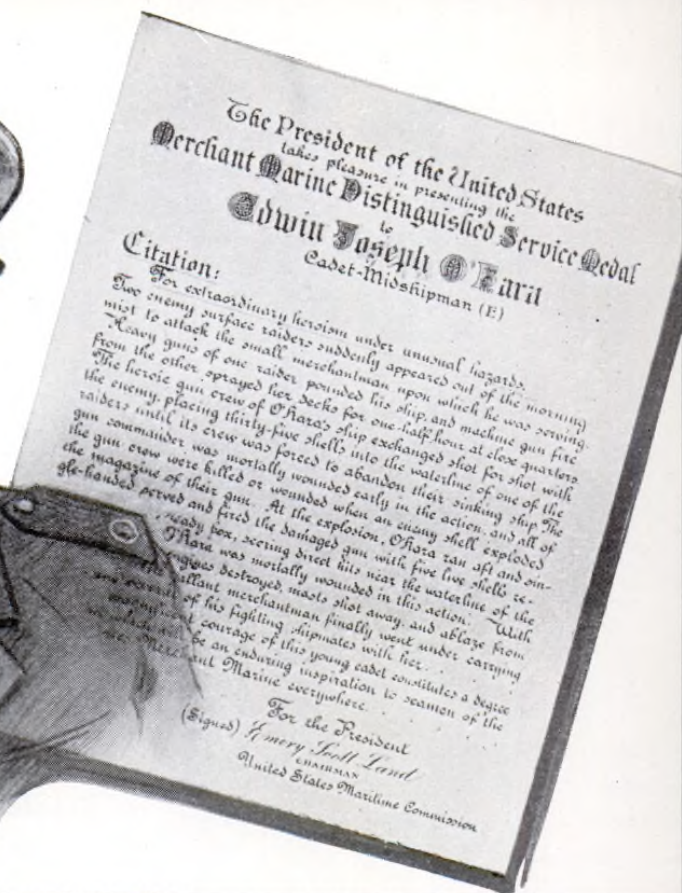 The President of the United States
takes pleasure in presenting the
Merchant Marine Distinguished Service Medal
to
Edwin Joseph O'Hara
Cadet-Midshipman (E)
Citation:
For extraordinary heroism under unusual hazards.
Two enemy surface raiders suddenly appeared out of the morning
mist to attack the small merchantman upon which he was serving.
Heavy guns of one raider pounded his ship, and machine gun fire
from the other sprayed her decks for one-half hour at close quarters.
The heroic gun crew of O'Hara's ship exchanged shot for shot with
the enemy, placing thirty-five shells into the waterline of one of the
raiders until its crew was forced to abandon their sinking ship. The
gun commander was mortally wounded early in the action, and all of
the gun crew were killed or wounded when an enemy shell exploded
the magazine of their gun. At the explosion, O'Hara ran aft and sin-
gle-handed served and fired the damaged gun with five live shells re-
ready box, scoring direct hits near the waterline of the
O'Hara was mortally wounded in this action. With
engines destroyed, masts shot away, and ablaze from
gallant merchantman finally went under carrying
of his fighting shipmates with her.
courage of this young cadet constitutes a degree
be an enduring inspiration to seamen of the
Merchant Marine everywhere.
For the President
(Signed) Emory Scott Land
CHAIRMAN
United States Maritime Commission